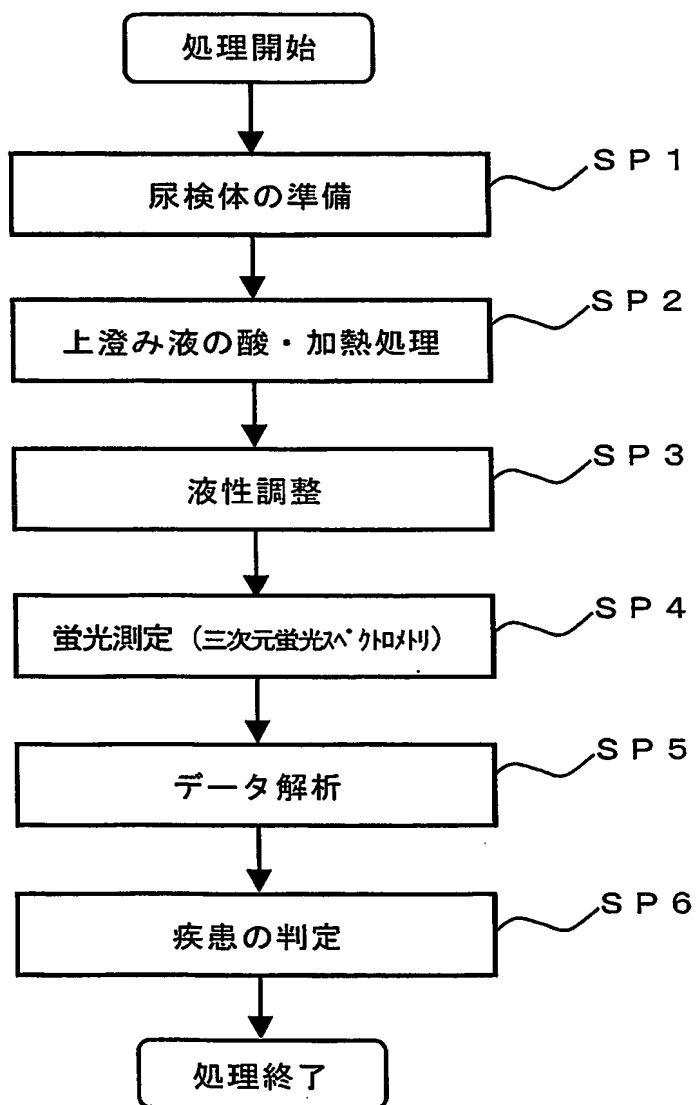 処理開始
尿検体の準備
SP1
上澄み液の酸・加熱処理
SP2
液性調整
SP3
蛍光測定（三次元蛍光ｽﾍﾟｸﾄﾛﾒﾄﾘ）
SP4
データ解析
SP5
疾患の判定
SP6
処理終了